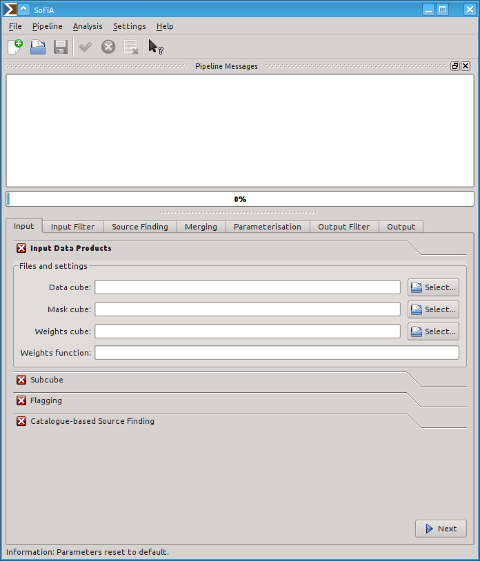 SoFiA
File Pipeline Analysis Settings Help
Pipeline Messages
0%
Input Input Filter Source Finding Merging Parameterisation Output Filter Output
Input Data Products
Files and settings
Data cube: Select...
Mask cube: Select...
Weights cube: Select...
Weights function:
Subcube
Flagging
Catalogue-based Source Finding
Next
Information: Parameters reset to default.